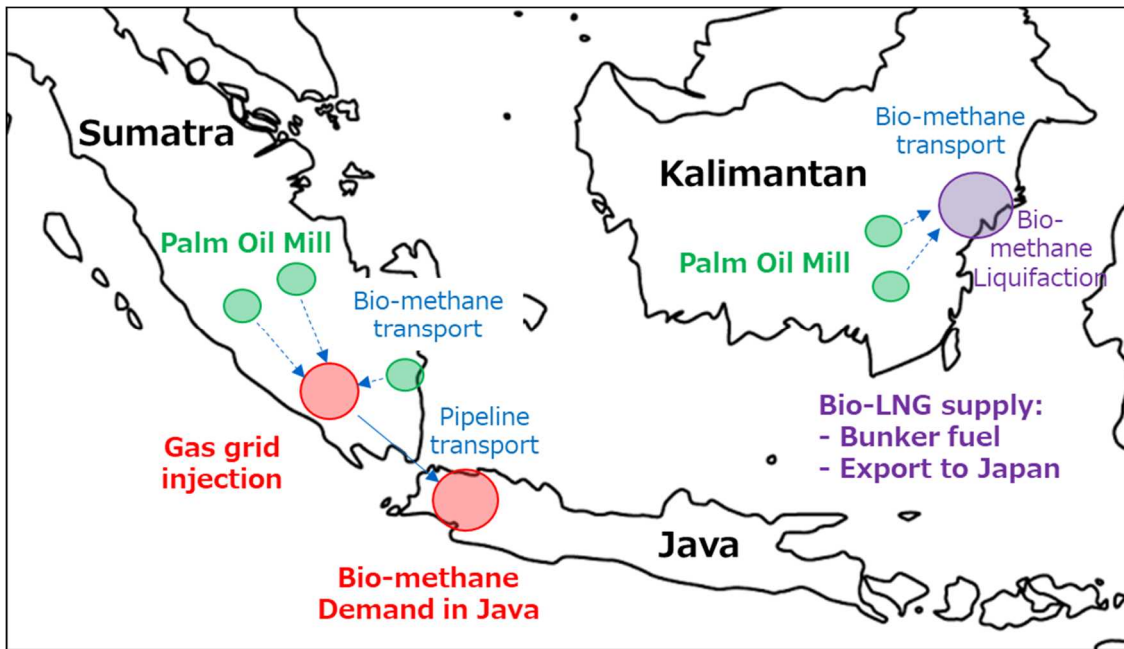 Sumatra
Palm Oil Mill
Bio-methane
transport
Gas grid
injection
Pipeline
transport
Bio-methane
Demand in Java
Java
Kalimantan
Bio-methane
transport
Palm Oil Mill
Bio-
methane
Liquifaction
Bio-LNG supply:
- Bunker fuel
- Export to Japan